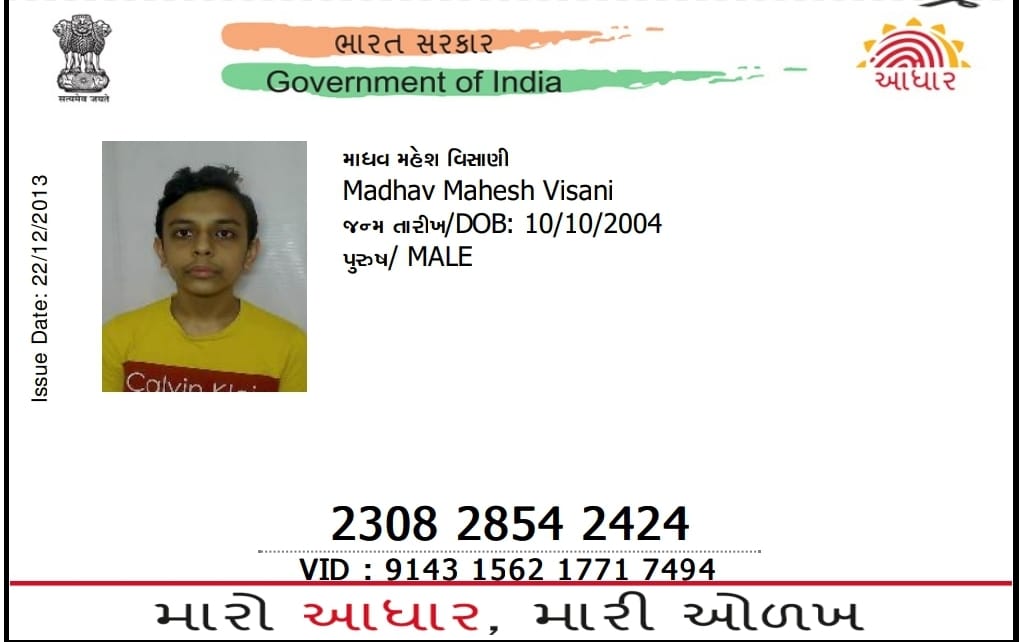 सत्यमेव जयते
ભારત સરકાર
Government of India
આધાર
Issue Date: 22/12/2013
માધવ મહેશ વિસાણી
Madhav Mahesh Visani
જન્મ તારીખ/DOB: 10/10/2004
પુરુષ/ MALE
Calvin Klei
2308 2854 2424
VID : 9143 1562 1771 7494
મારો આધાર, મારી ઓળખ